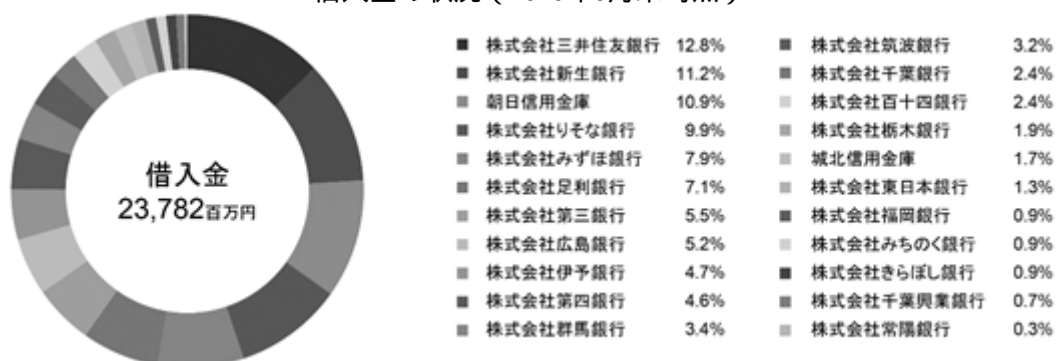 借入金
23,782百万円
株式会社三井住友銀行 12.8%
株式会社新生銀行 11.2%
朝日信用金庫 10.9%
株式会社りそな銀行 9.9%
株式会社みずほ銀行 7.9%
株式会社足利銀行 7.1%
株式会社第三銀行 5.5%
株式会社広島銀行 5.2%
株式会社伊予銀行 4.7%
株式会社第四銀行 4.6%
株式会社群馬銀行 3.4%
株式会社筑波銀行 3.2%
株式会社千葉銀行 2.4%
株式会社百十四銀行 2.4%
株式会社栃木銀行 1.9%
城北信用金庫 1.7%
株式会社東日本銀行 1.3%
株式会社福岡銀行 0.9%
株式会社みちのく銀行 0.9%
株式会社きらぼし銀行 0.9%
株式会社千葉興業銀行 0.7%
株式会社常陽銀行 0.3%